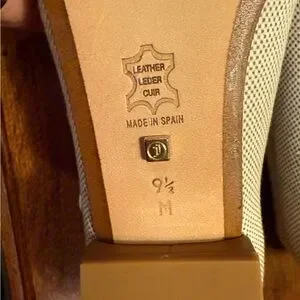 LEATHER
LEDER
CUIR
MADE IN SPAIN
9½
M